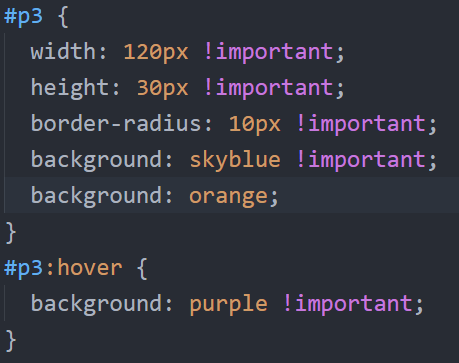 #p3 {
  width: 120px !important;
  height: 30px !important;
  border-radius: 10px !important;
  background: skyblue !important;
  background: orange;
}
#p3:hover {
  background: purple !important;
}